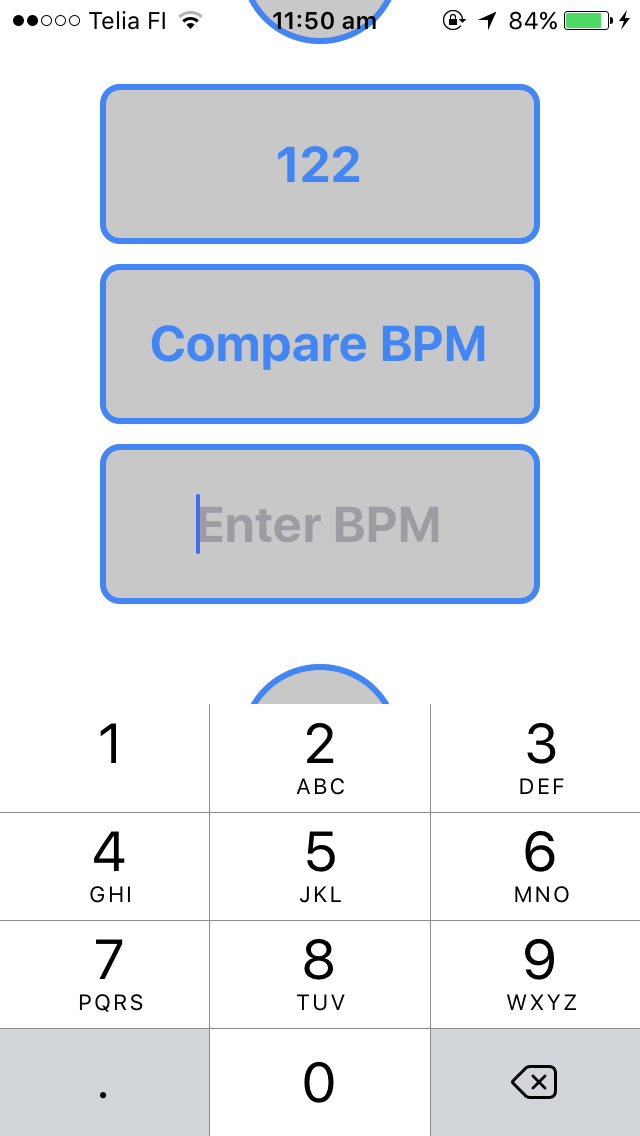 Telia FI 11:50 am 84%
122
Compare BPM
Enter BPM
1 2 3
ABC DEF
4 5 6
GHI JKL MNO
7 8 9
PQRS TUV WXYZ
. 0